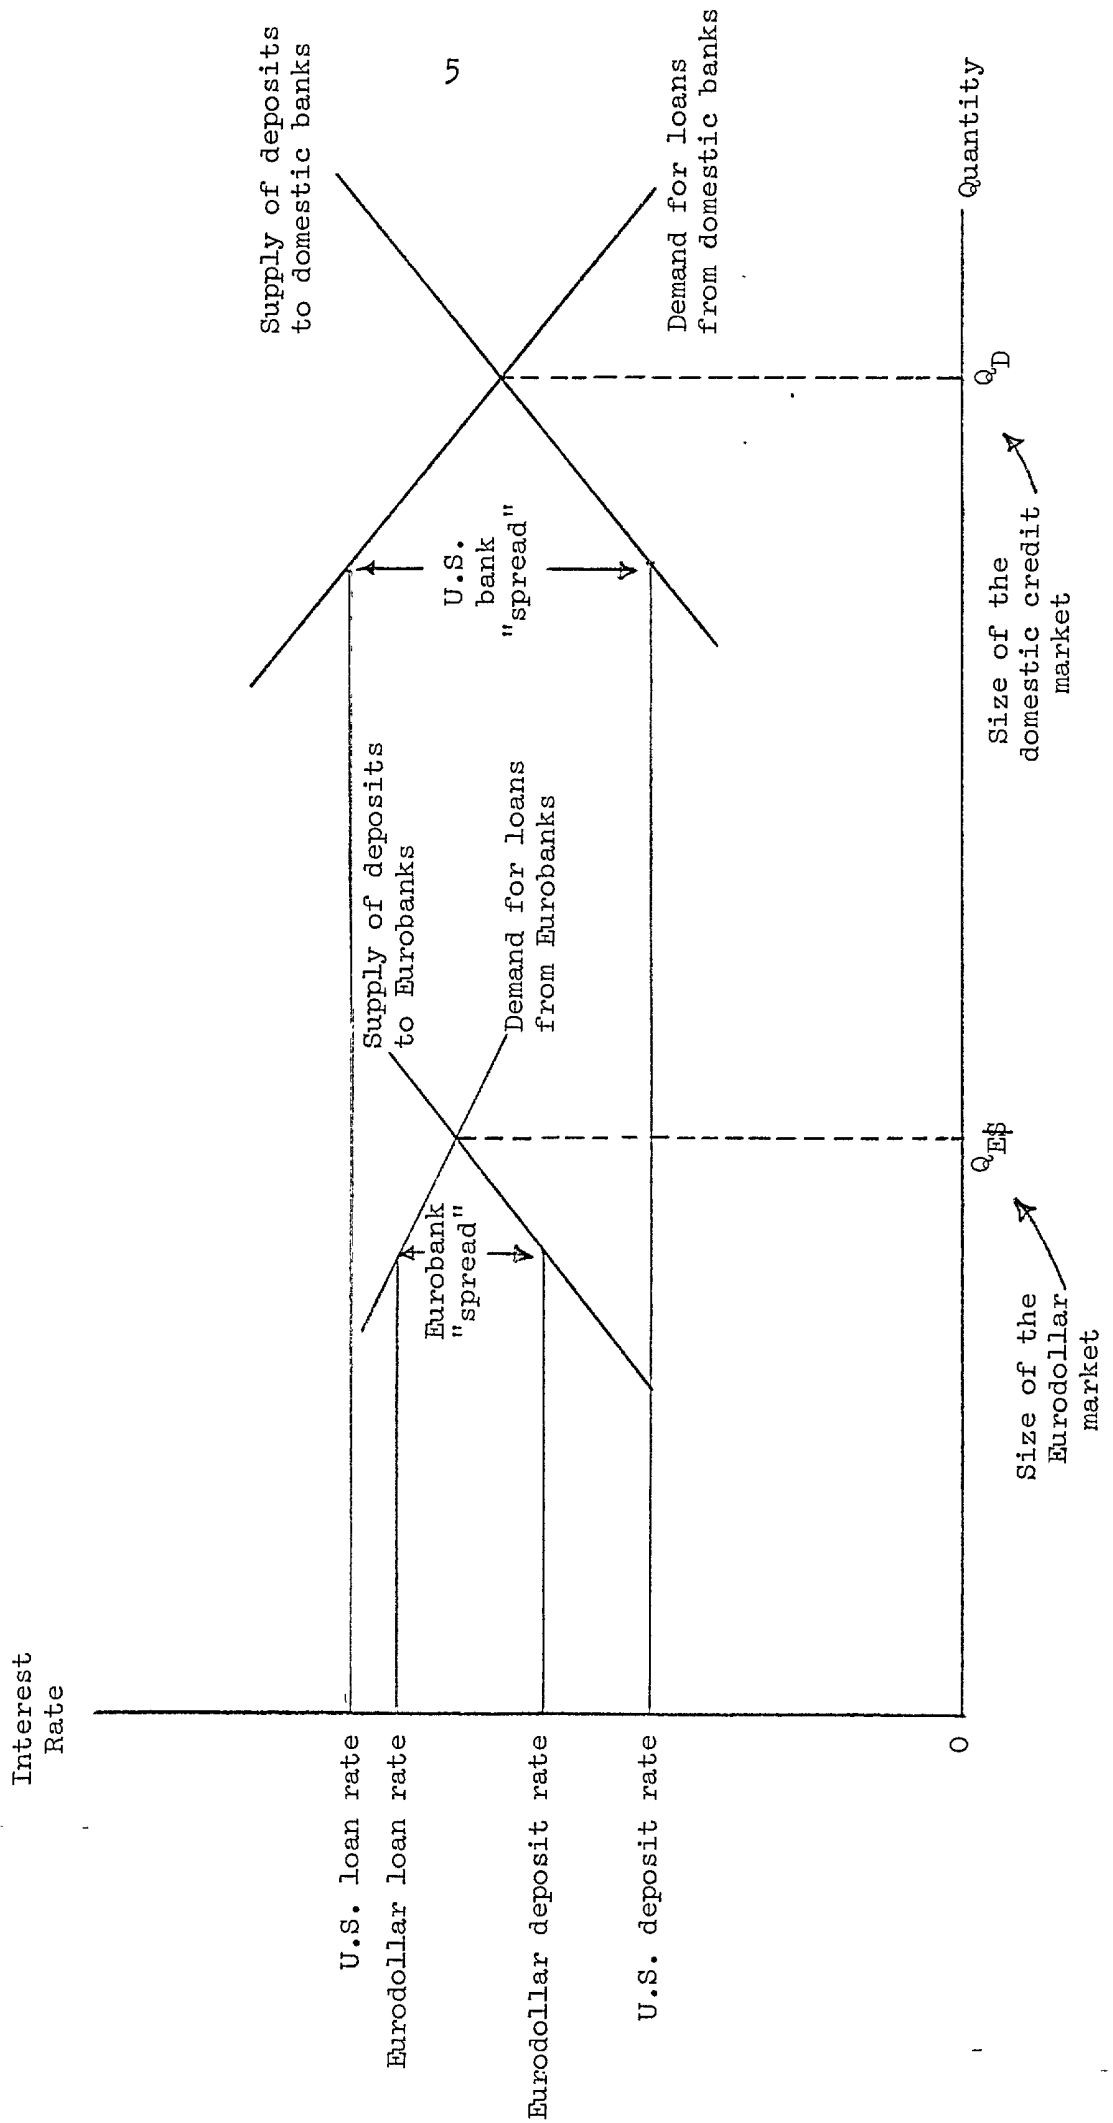 5
Interest
Rate
U.S. loan rate
Eurodollar loan rate
Eurodollar deposit rate
U.S. deposit rate
0
Supply of deposits
to Eurobanks
Demand for loans
from Eurobanks
Eurobank
"spread"
Supply of deposits
to domestic banks
U.S.
bank
"spread"
Demand for loans
from domestic banks
Quantity
QE$
QD
Size of the
Eurodollar
market
Size of the
domestic credit
market